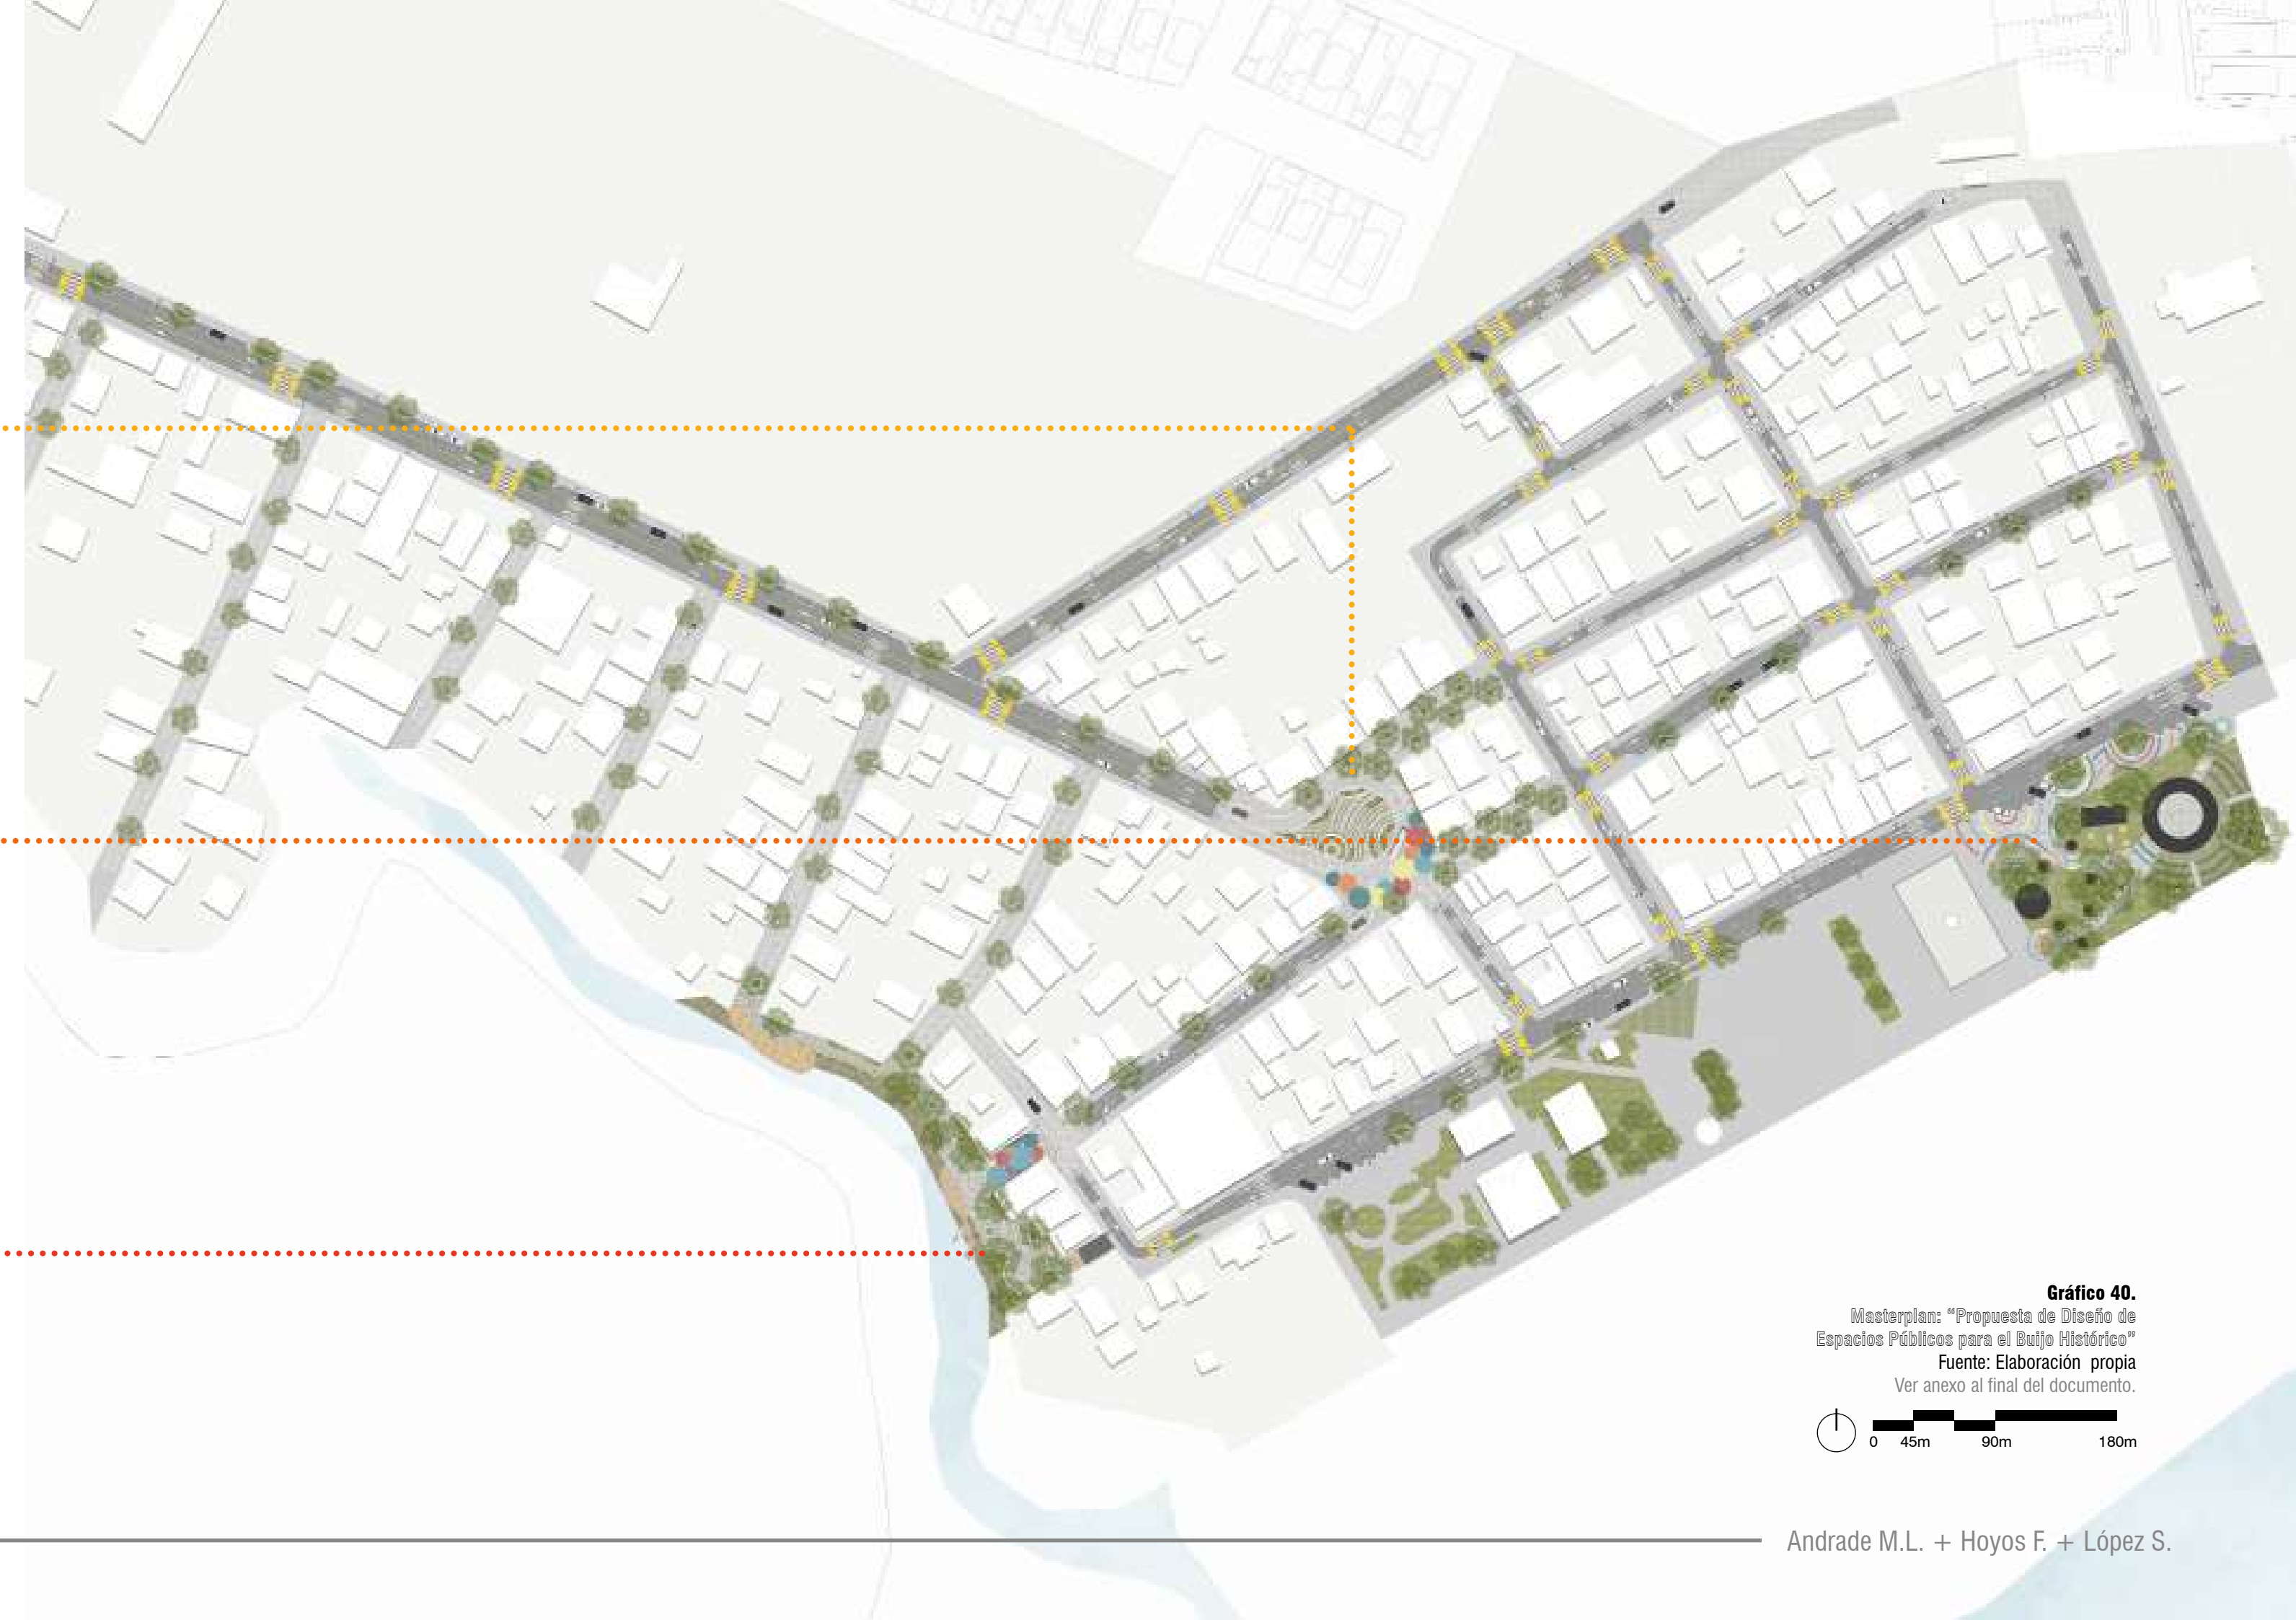 Gráfico 40.
Masterplan: “Propuesta de Diseño de
Espacios Públicos para el Buijo Histórico”
Fuente: Elaboración propia
Ver anexo al final del documento.
0 45m 90m 180m
Andrade M.L. + Hoyos F. + López S.